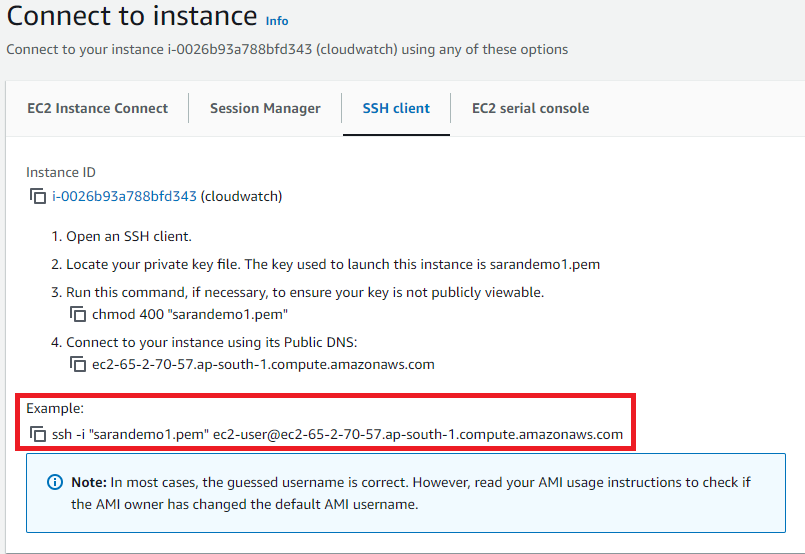 Connect to instance Info
Connect to your instance i-0026b93a788bfd343 (cloudwatch) using any of these options
EC2 Instance Connect Session Manager SSH client EC2 serial console
Instance ID
i-0026b93a788bfd343 (cloudwatch)
1. Open an SSH client.
2. Locate your private key file. The key used to launch this instance is sarandemo1.pem
3. Run this command, if necessary, to ensure your key is not publicly viewable.
chmod 400 "sarandemo1.pem"
4. Connect to your instance using its Public DNS:
ec2-65-2-70-57.ap-south-1.compute.amazonaws.com
Example:
ssh -i "sarandemo1.pem" ec2-user@ec2-65-2-70-57.ap-south-1.compute.amazonaws.com
Note: In most cases, the guessed username is correct. However, read your AMI usage instructions to check if
the AMI owner has changed the default AMI username.